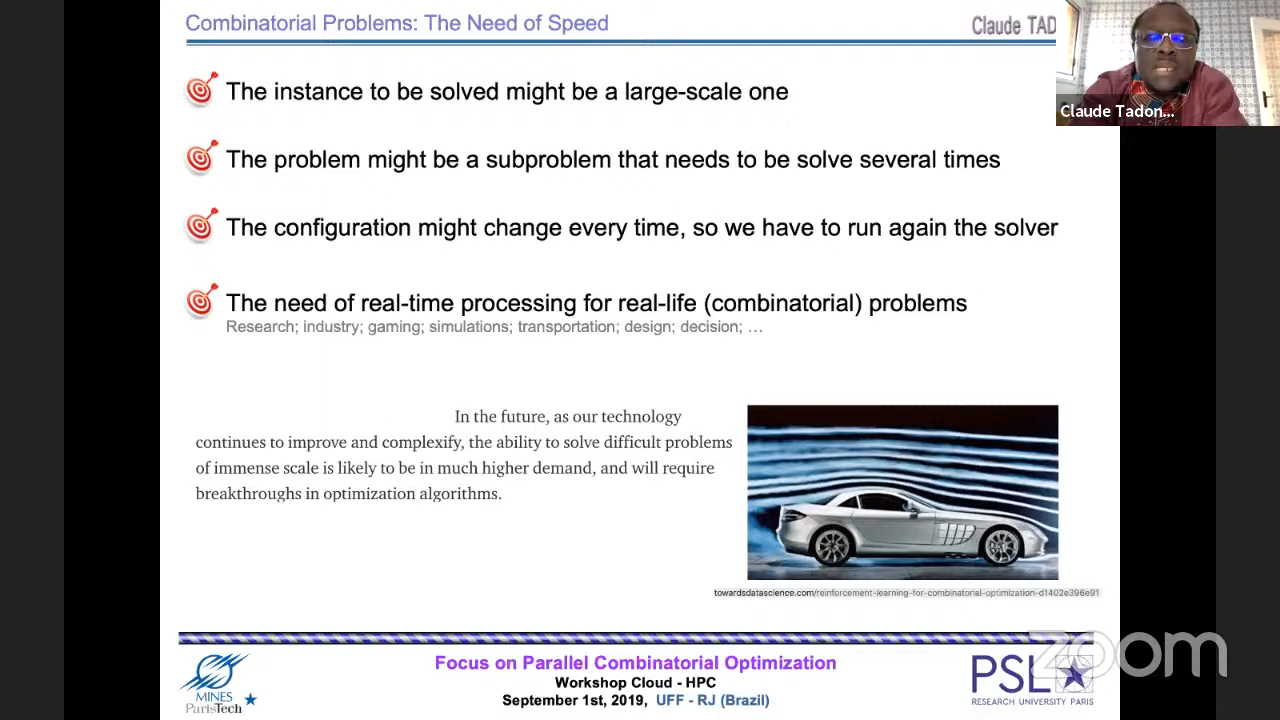 Combinatorial Problems: The Need of Speed
Claude TAD
Claude Tadon...
The instance to be solved might be a large-scale one
The problem might be a subproblem that needs to be solve several times
The configuration might change every time, so we have to run again the solver
The need of real-time processing for real-life (combinatorial) problems
Research; industry; gaming; simulations; transportation; design; decision; …
In the future, as our technology
continues to improve and complexify, the ability to solve difficult problems
of immense scale is likely to be in much higher demand, and will require
breakthroughs in optimization algorithms.
towardsdatascience.com/reinforcement-learning-for-combinatorial-optimization-d1402e396e91
Focus on Parallel Combinatorial Optimization
Workshop Cloud - HPC
September 1st, 2019, UFF - RJ (Brazil)
MINES
ParisTech
PSL
RESEARCH UNIVERSITY PARIS
zoom